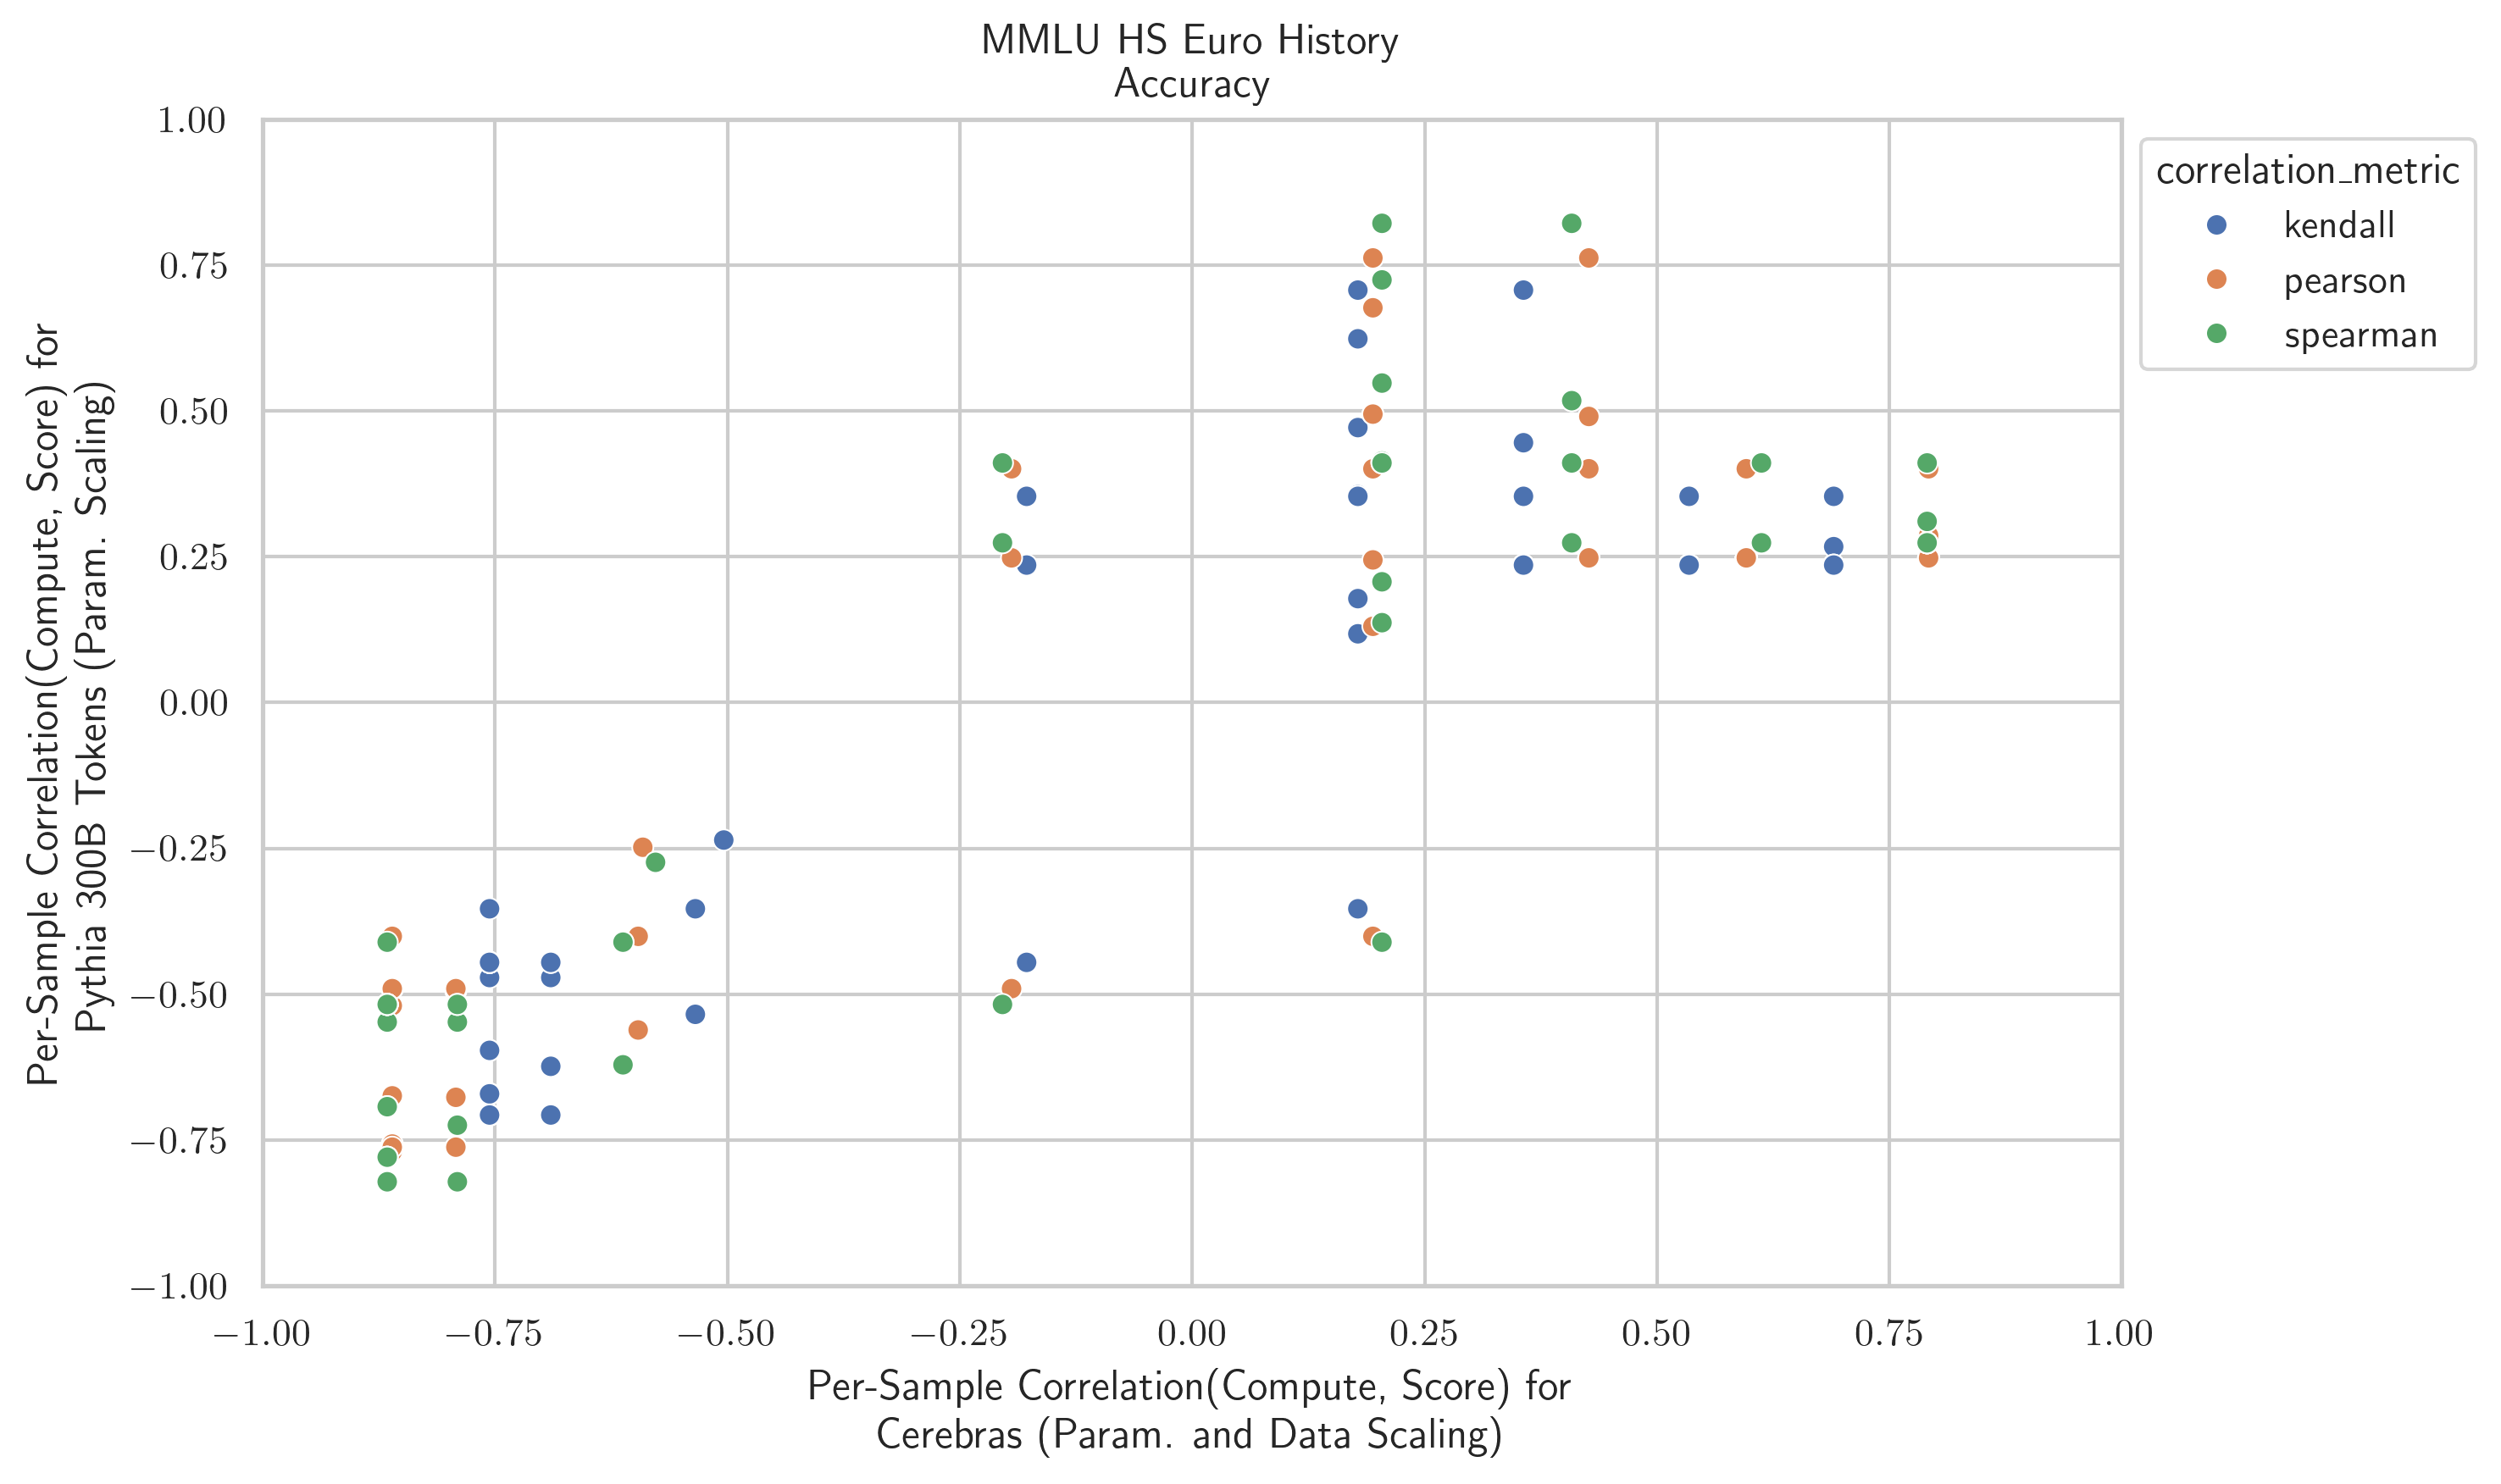 MMLU HS Euro History
Accuracy
1.00
0.75
0.50
0.25
0.00
−0.25
−0.50
−0.75
−1.00
Per-Sample Correlation(Compute, Score) for
Pythia 300B Tokens (Param. Scaling)
correlation_metric
kendall
pearson
spearman
−1.00
−0.75
−0.50
−0.25
0.00
0.25
0.50
0.75
1.00
Per-Sample Correlation(Compute, Score) for
Cerebras (Param. and Data Scaling)